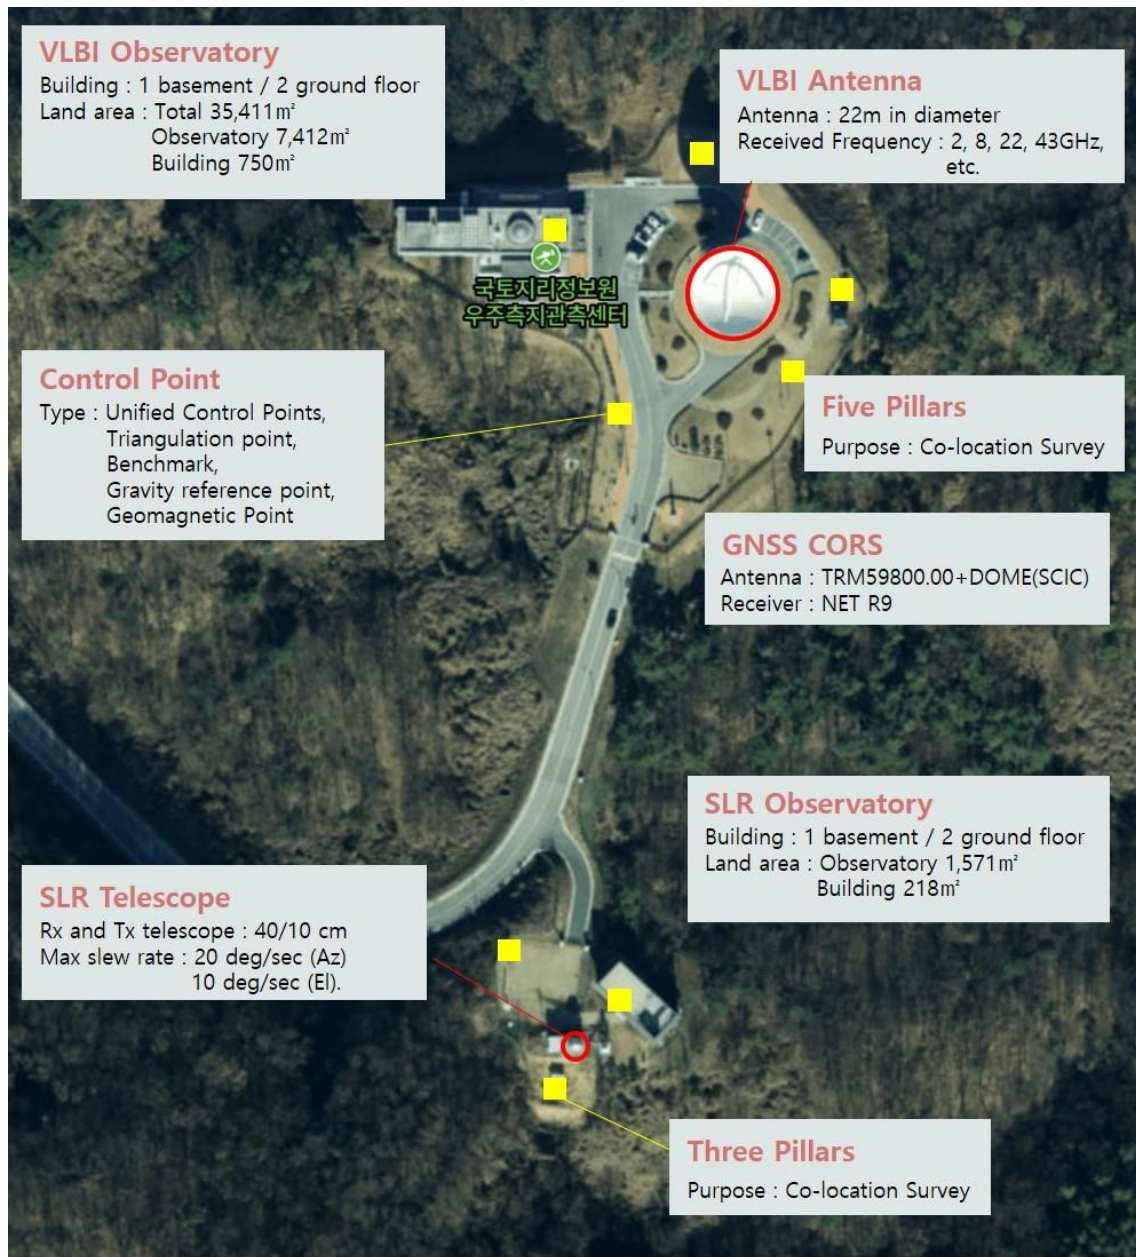 VLBI Observatory
Building : 1 basement / 2 ground floor
Land area : Total 35,411㎡
Observatory 7,412㎡
Building 750㎡
VLBI Antenna
Antenna : 22m in diameter
Received Frequency : 2, 8, 22, 43GHz,
etc.
국토지리정보원
우주측지관측센터
Control Point
Type : Unified Control Points,
Triangulation point,
Benchmark,
Gravity reference point,
Geomagnetic Point
Five Pillars
Purpose : Co-location Survey
GNSS CORS
Antenna : TRM59800.00+DOME(SCIC)
Receiver : NET R9
SLR Observatory
Building : 1 basement / 2 ground floor
Land area : Observatory 1,571㎡
Building 218㎡
SLR Telescope
Rx and Tx telescope : 40/10 cm
Max slew rate : 20 deg/sec (Az)
10 deg/sec (El).
Three Pillars
Purpose : Co-location Survey